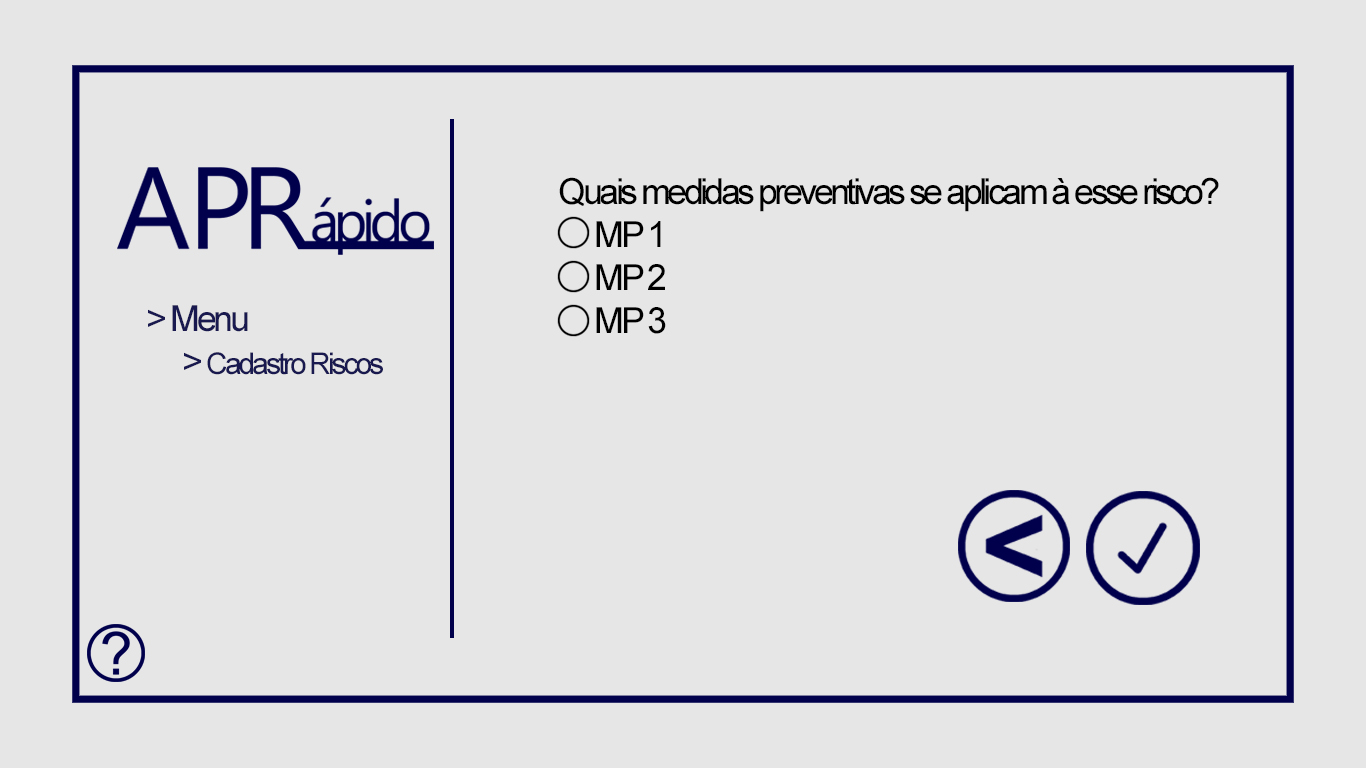 APRápido
> Menu
> Cadastro Riscos
?
Quais medidas preventivas se aplicam à esse risco?
MP 1
MP 2
MP 3
<